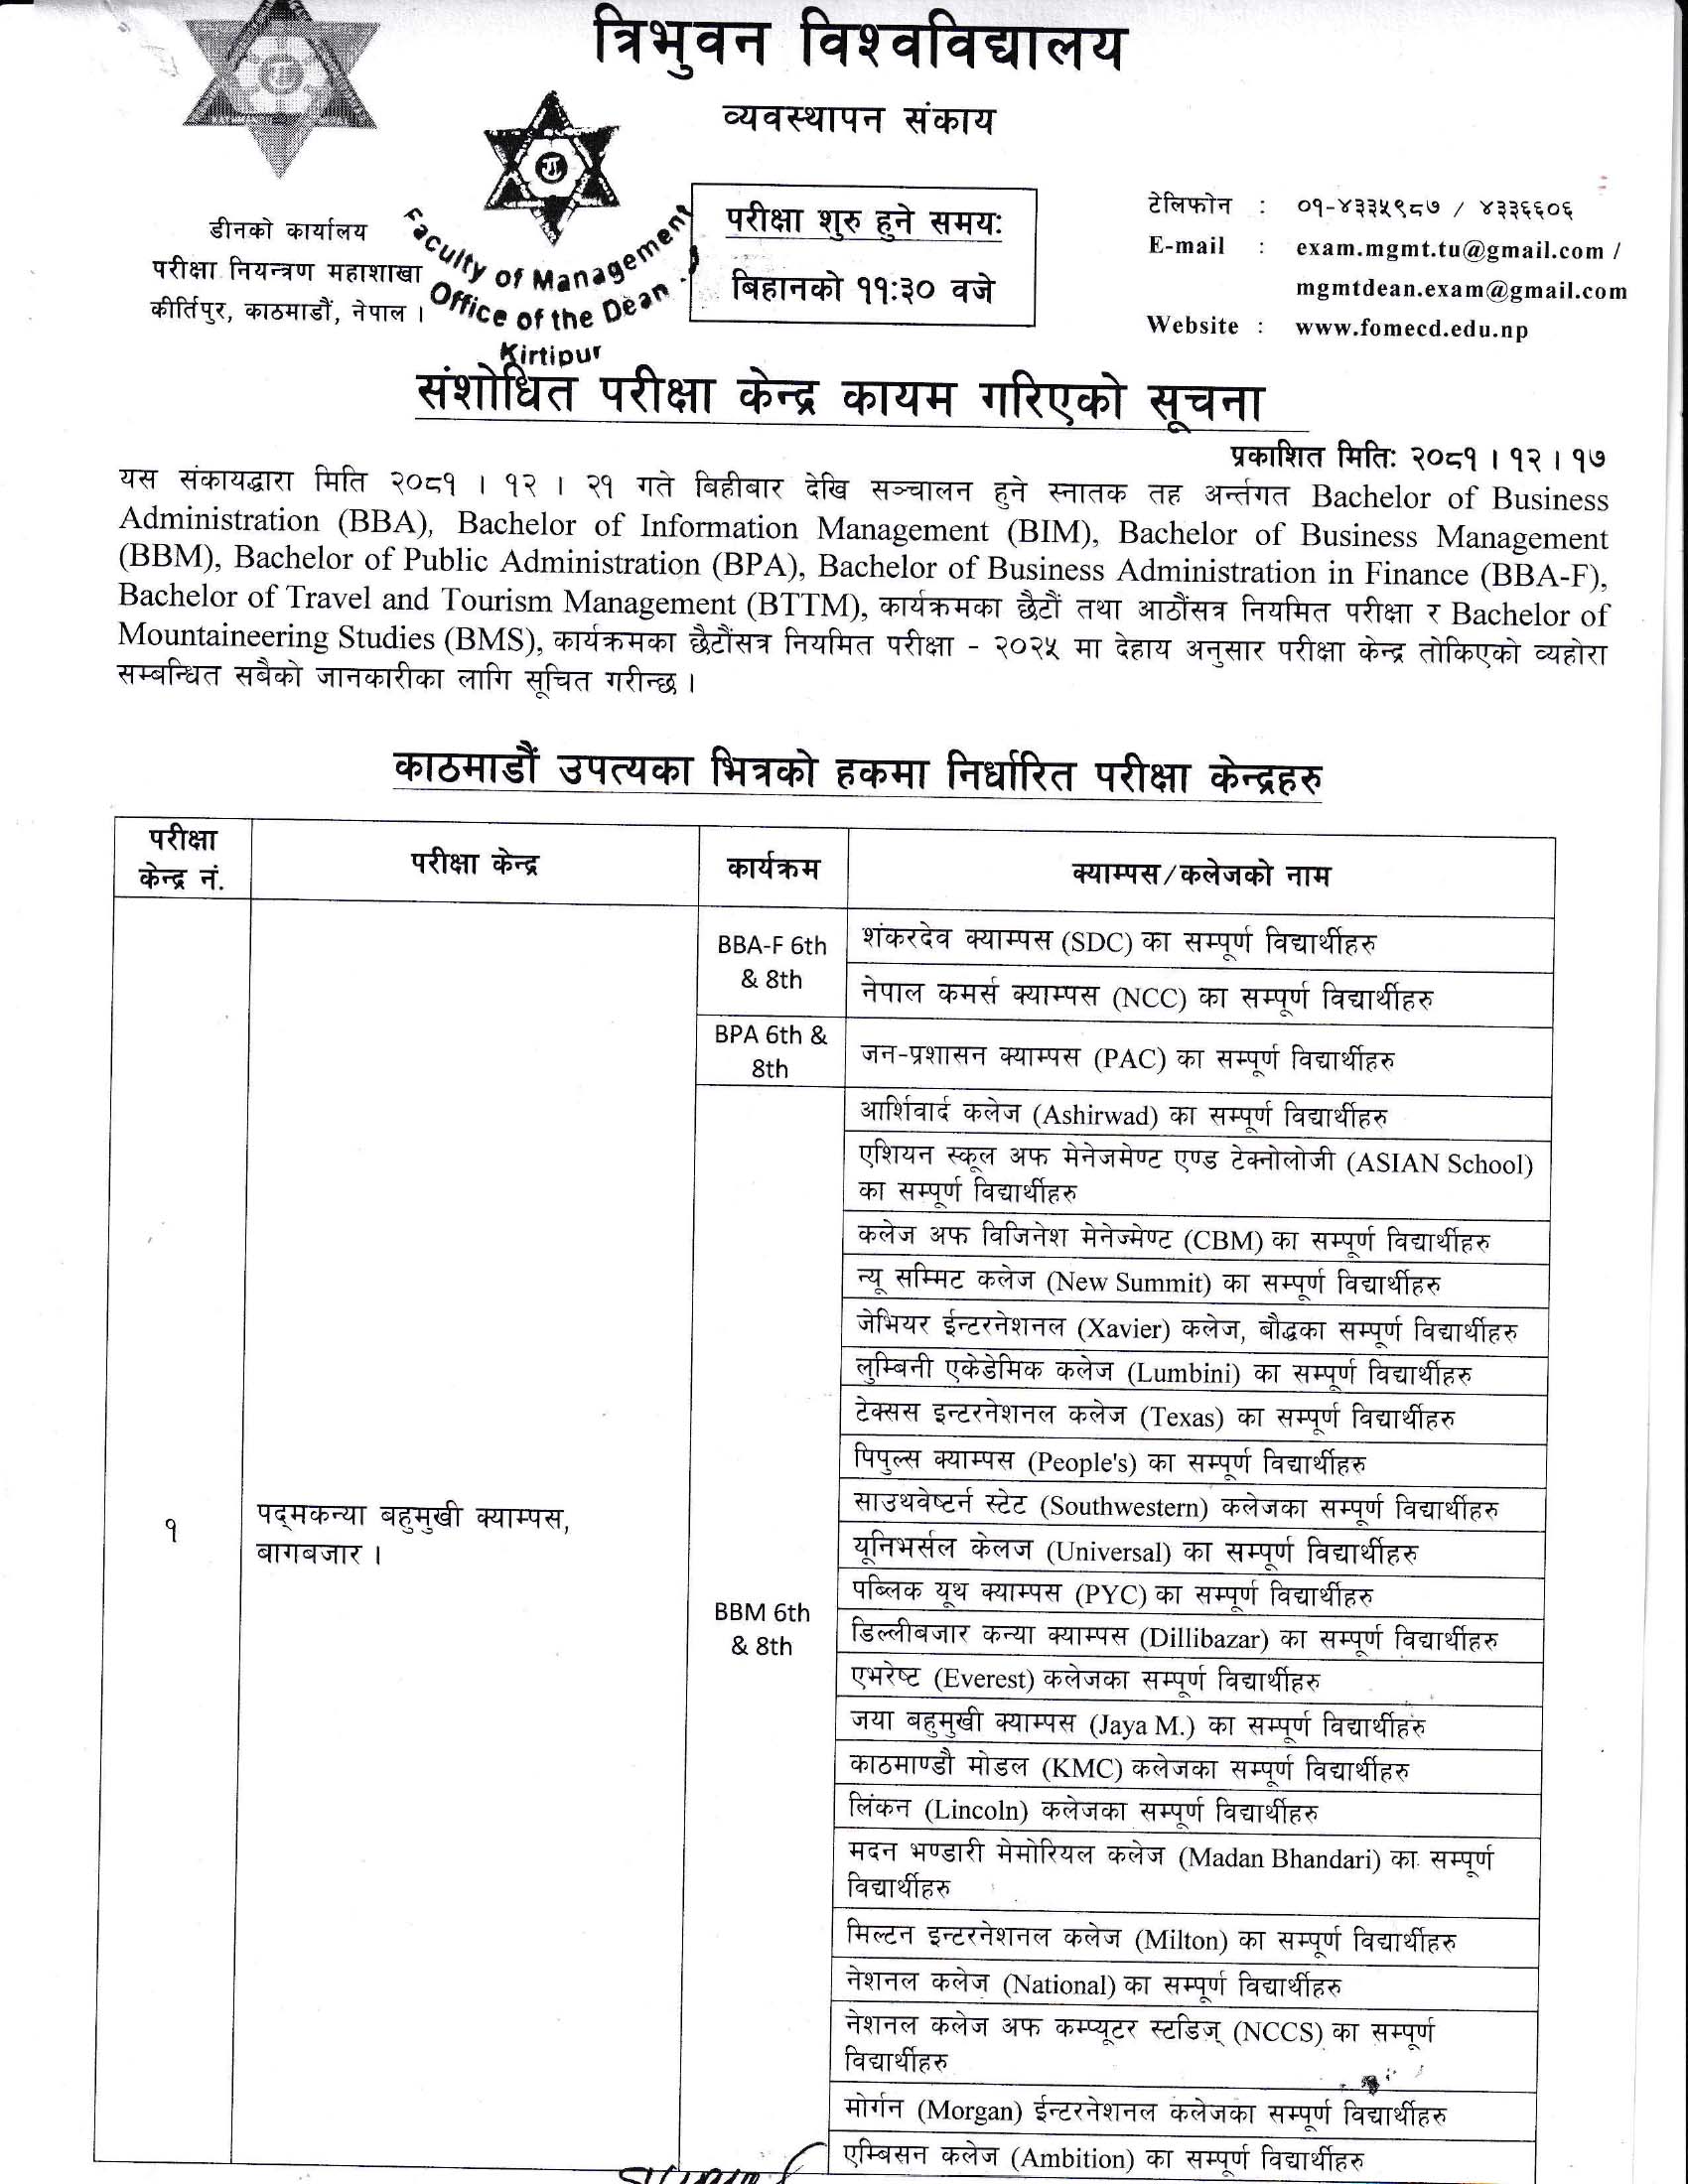 त्रिभुवन विश्वविद्यालय
व्यवस्थापन संकाय
डीनको कार्यालय
परीक्षा नियन्त्रण महाशाखा
कीर्तिपुर, काठमाडौं, नेपाल ।
Faculty of Management
Office of the Dean
Kirtipur
परीक्षा शुरु हुने समय:
बिहानको ११:३० वजे
टेलिफोन : ०१-४३३५९८७ / ४३३६६०६
E-mail : exam.mgmt.tu@gmail.com /
mgmtdean.exam@gmail.com
Website : www.fomecd.edu.np
संशोधित परीक्षा केन्द्र कायम गरिएको सूचना
प्रकाशित मिति: २०८१ । १२ । १७
यस संकायद्वारा मिति २०८१ । १२ । २१ गते बिहीबार देखि सञ्चालन हुने स्नातक तह अर्न्तगत Bachelor of Business
Administration (BBA), Bachelor of Information Management (BIM), Bachelor of Business Management
(BBM), Bachelor of Public Administration (BPA), Bachelor of Business Administration in Finance (BBA-F),
Bachelor of Travel and Tourism Management (BTTM), कार्यक्रमका छैटौं तथा आठौंसत्र नियमित परीक्षा र Bachelor of
Mountaineering Studies (BMS), कार्यक्रमका छैटौंसत्र नियमित परीक्षा - २०२५ मा देहाय अनुसार परीक्षा केन्द्र तोकिएको व्यहोरा
सम्बन्धित सबैको जानकारीका लागि सूचित गरीन्छ ।
काठमाडौं उपत्यका भित्रको हकमा निर्धारित परीक्षा केन्द्रहरु
परीक्षा
केन्द्र नं.
परीक्षा केन्द्र
कार्यक्रम
क्याम्पस/कलेजको नाम
१
पद्मकन्या बहुमुखी क्याम्पस,
बागबजार ।
BBA-F 6th
& 8th
शंकरदेव क्याम्पस (SDC) का सम्पूर्ण विद्यार्थीहरु
नेपाल कमर्स क्याम्पस (NCC) का सम्पूर्ण विद्यार्थीहरु
BPA 6th &
8th
जन-प्रशासन क्याम्पस (PAC) का सम्पूर्ण विद्यार्थीहरु
BBM 6th
& 8th
आर्शिवार्द कलेज (Ashirwad) का सम्पूर्ण विद्यार्थीहरु
एशियन स्कूल अफ मेनेजमेण्ट एण्ड टेक्नोलोजी (ASIAN School)
का सम्पूर्ण विद्यार्थीहरु
कलेज अफ विजिनेश मेनेज्मेण्ट (CBM) का सम्पूर्ण विद्यार्थीहरु
न्यू सम्मिट कलेज (New Summit) का सम्पूर्ण विद्यार्थीहरु
जेभियर ईन्टरनेशनल (Xavier) कलेज, बौद्धका सम्पूर्ण विद्यार्थीहरु
लुम्बिनी एकेडेमिक कलेज (Lumbini) का सम्पूर्ण विद्यार्थीहरु
टेक्सस इन्टरनेशनल कलेज (Texas) का सम्पूर्ण विद्यार्थीहरु
पिपुल्स क्याम्पस (People's) का सम्पूर्ण विद्यार्थीहरु
साउथवेष्टर्न स्टेट (Southwestern) कलेजका सम्पूर्ण विद्यार्थीहरु
यूनिभर्सल केलज (Universal) का सम्पूर्ण विद्यार्थीहरु
पब्लिक यूथ क्याम्पस (PYC) का सम्पूर्ण विद्यार्थीहरु
डिल्लीबजार कन्या क्याम्पस (Dillibazar) का सम्पूर्ण विद्यार्थीहरु
एभरेष्ट (Everest) कलेजका सम्पूर्ण विद्यार्थीहरु
जया बहुमुखी क्याम्पस (Jaya M.) का सम्पूर्ण विद्यार्थीहरु
काठमाण्डौ मोडल (KMC) कलेजका सम्पूर्ण विद्यार्थीहरु
लिंकन (Lincoln) कलेजका सम्पूर्ण विद्यार्थीहरु
मदन भण्डारी मेमोरियल कलेज (Madan Bhandari) का सम्पूर्ण
विद्यार्थीहरु
मिल्टन इन्टरनेशनल कलेज (Milton) का सम्पूर्ण विद्यार्थीहरु
नेशनल कलेज (National) का सम्पूर्ण विद्यार्थीहरु
नेशनल कलेज अफ कम्प्यूटर स्टडिज् (NCCS) का सम्पूर्ण
विद्यार्थीहरु
मोर्गन (Morgan) ईन्टरनेशनल कलेजका सम्पूर्ण विद्यार्थीहरु
एम्बिसन कलेज (Ambition) का सम्पूर्ण विद्यार्थीहरु